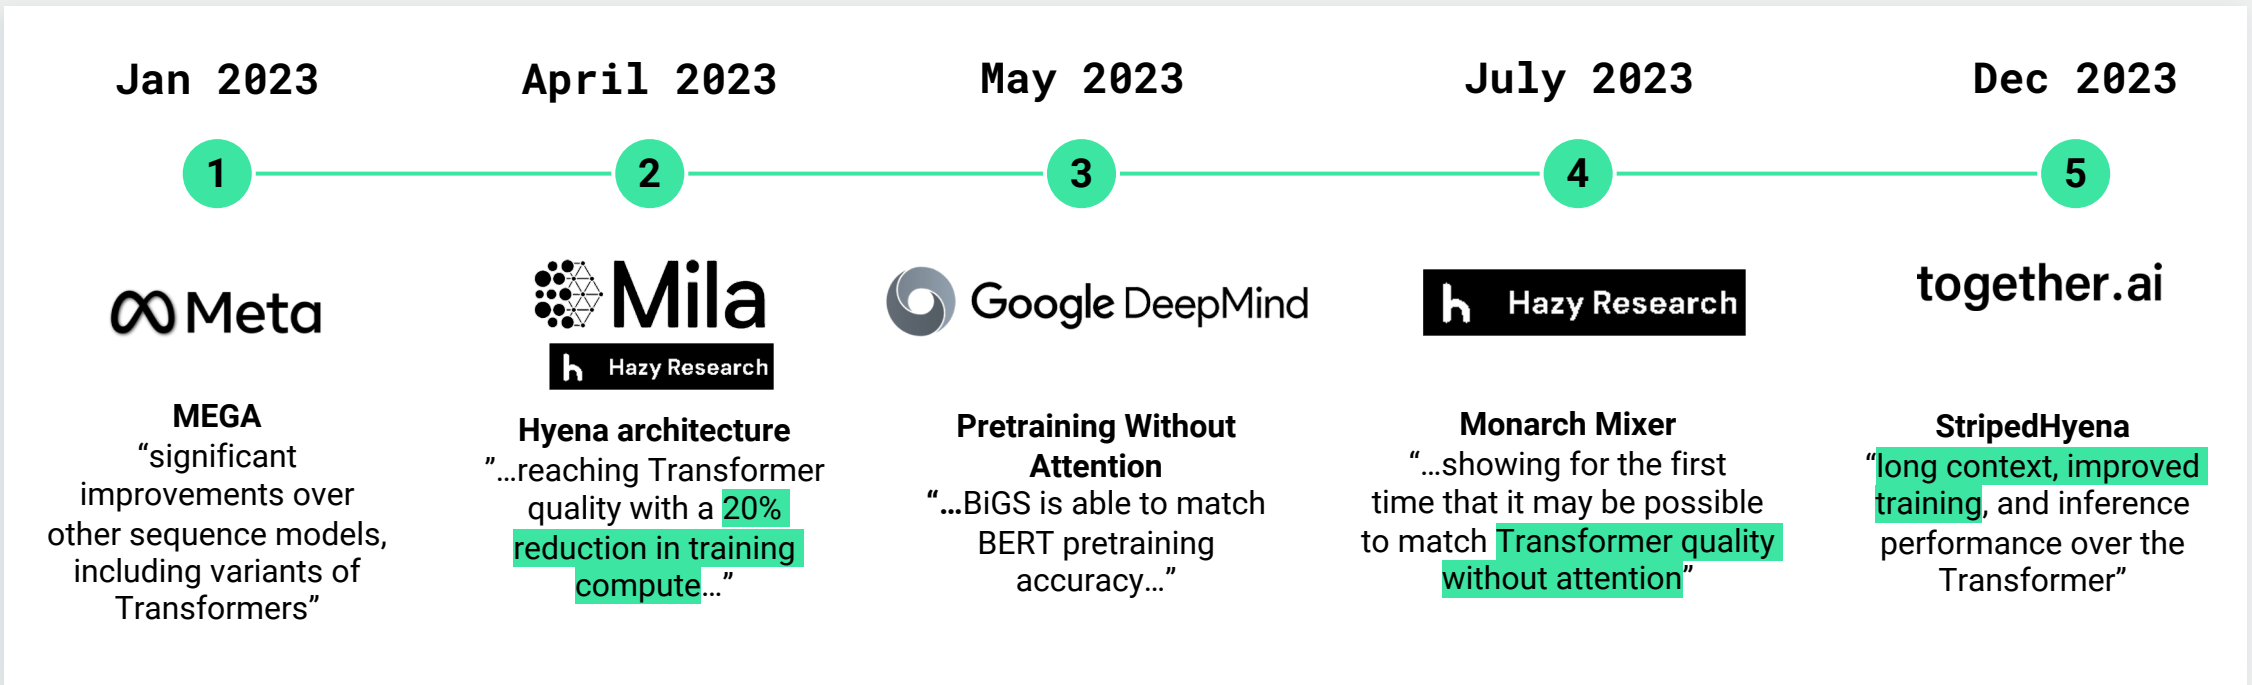 Jan 2023
April 2023
May 2023
July 2023
Dec 2023
1
2
3
4
5
Meta
Mila
Hazy Research
Google DeepMind
h Hazy Research
together.ai
MEGA
“significant
improvements over
other sequence models,
including variants of
Transformers”
Hyena architecture
”...reaching Transformer
quality with a 20%
reduction in training
compute...”
Pretraining Without
Attention
“...BiGS is able to match
BERT pretraining
accuracy...”
Monarch Mixer
“...showing for the first
time that it may be possible
to match Transformer quality
without attention”
StripedHyena
“long context, improved
training, and inference
performance over the
Transformer”